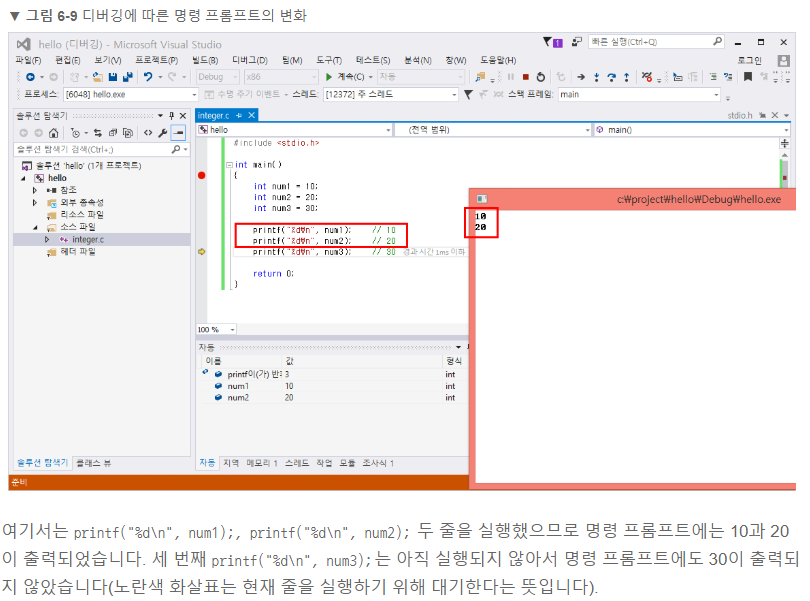 ▼ 그림 6-9 디버깅에 따른 명령 프롬프트의 변화
hello (디버깅) - Microsoft Visual Studio
1
빠른 실행(Ctrl+Q)
파일(F) 편집(E) 보기(V) 프로젝트(P) 빌드(B) 디버그(D) 팀(M) 도구(T) 테스트(S) 분석(N) 창(W) 도움말(H) 로그인
Debug x86 계속(C) 자동
프로세스: [6048] hello.exe 수명 주기 이벤트 스레드: [12372] 주 스레드 스택 프레임: main
솔루션 탐색기
솔루션 탐색기 검색(Ctrl+;)
솔루션 'hello' (1개 프로젝트)
hello
참조
외부 종속성
리소스 파일
소스 파일
integer.c
헤더 파일
솔루션 탐색기 클래스 뷰
integer.c stdio.h
hello (전역 범위) main()
#include <stdio.h>
int main()
{
int num1 = 10;
int num2 = 20;
int num3 = 30;
printf("%d\n", num1); // 10
printf("%d\n", num2); // 20
printf("%d\n", num3); // 30 경과 시간 1ms 이하
return 0;
}
100 %
c:\project\hello\Debug\hello.exe
10
20
자동
이름 값 형식
printf이(가) 반 3 int
num1 10 int
num2 20 int
자동 지역 메모리 1 스레드 작업 모듈 조사식 1
준비
여기서는 printf("%d\n", num1);, printf("%d\n", num2); 두 줄을 실행했으므로 명령 프롬프트에는 10과 20
이 출력되었습니다. 세 번째 printf("%d\n", num3);는 아직 실행되지 않아서 명령 프롬프트에도 30이 출력되
지 않았습니다(노란색 화살표는 현재 줄을 실행하기 위해 대기한다는 뜻입니다).